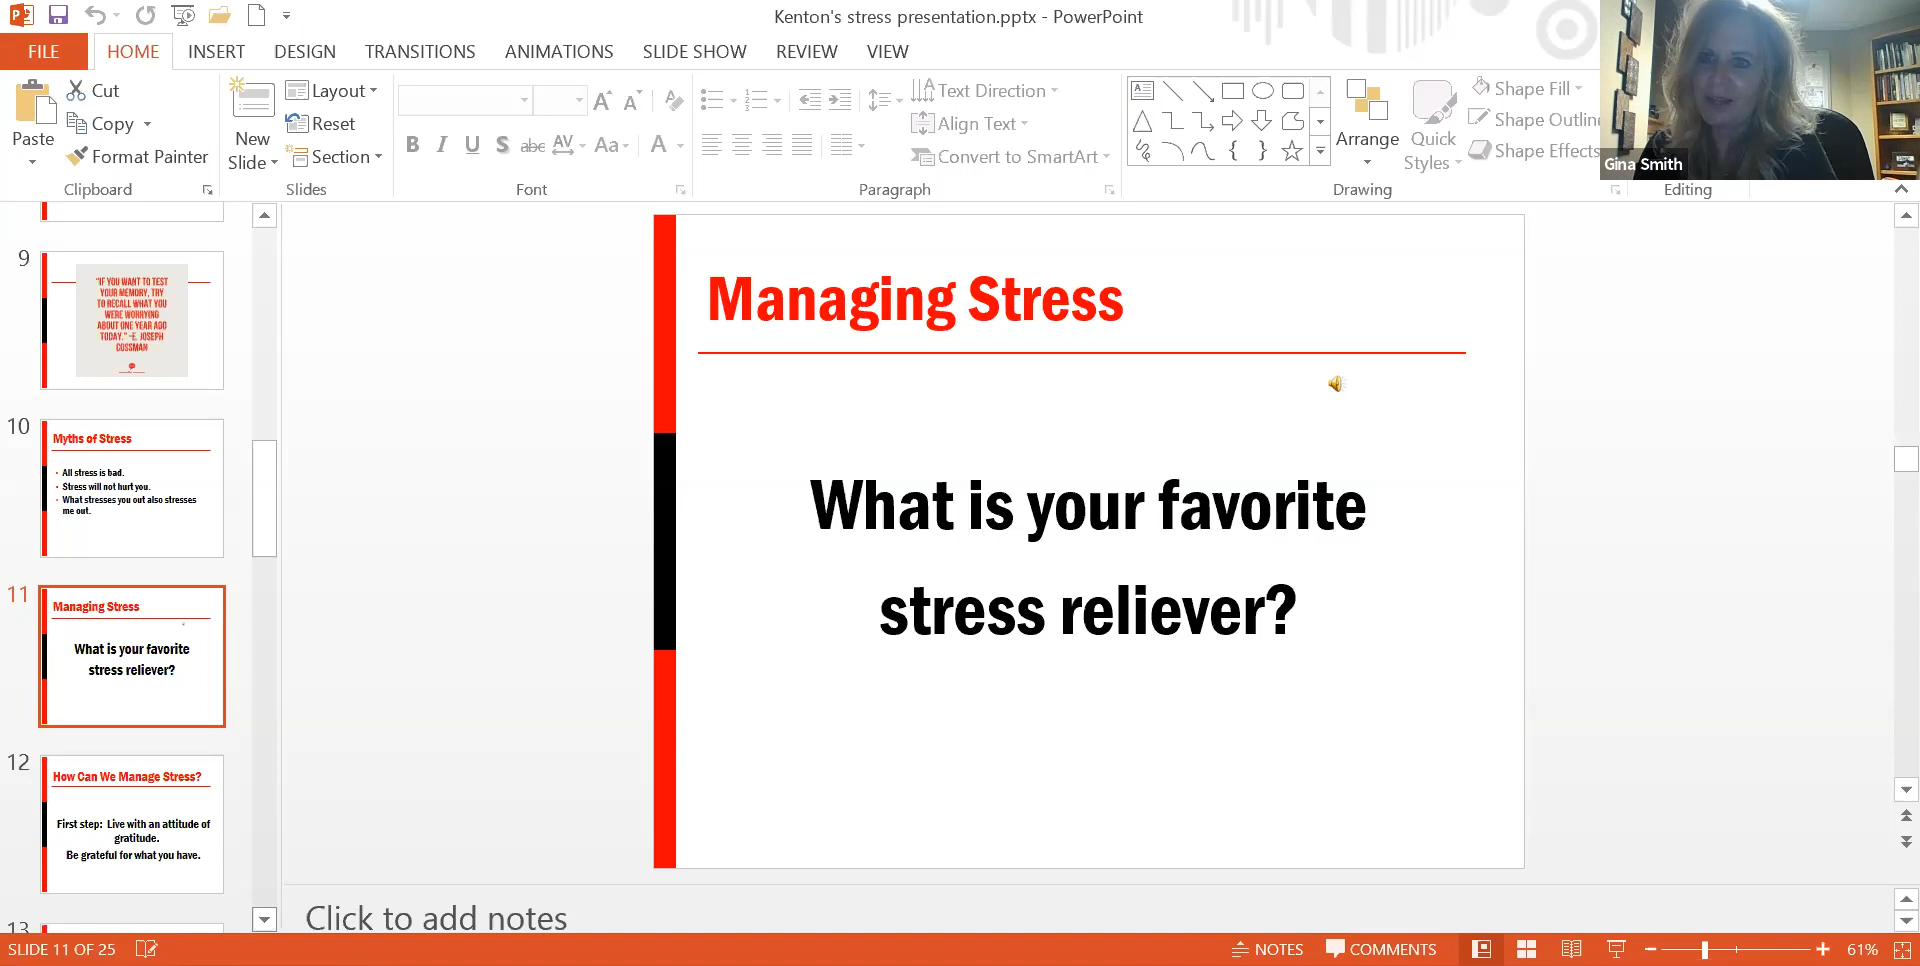 Kenton's stress presentation.pptx - PowerPoint
FILE HOME INSERT DESIGN TRANSITIONS ANIMATIONS SLIDE SHOW REVIEW VIEW
Cut
Copy
Format Painter
Paste
Clipboard
New
Slide
Layout
Reset
Section
Slides
B I U S abc AV Aa A
Font
Text Direction
Align Text
Convert to SmartArt
Paragraph
Arrange
Quick
Styles
Shape Fill
Shape Outlin
Shape Effects
Drawing
Editing
Gina Smith
9
"IF YOU WANT TO TEST
YOUR MEMORY, TRY
TO RECALL WHAT YOU
WERE WORRYING
ABOUT ONE YEAR AGO
TODAY." -E. JOSEPH
COSSMAN
10
Myths of Stress
• All stress is bad.
• Stress will not hurt you.
• What stresses you out also stresses
me out.
11
Managing Stress
What is your favorite
stress reliever?
12
How Can We Manage Stress?
First step: Live with an attitude of
gratitude.
Be grateful for what you have.
13
Managing Stress
What is your favorite
stress reliever?
Click to add notes
SLIDE 11 OF 25
NOTES COMMENTS 61%